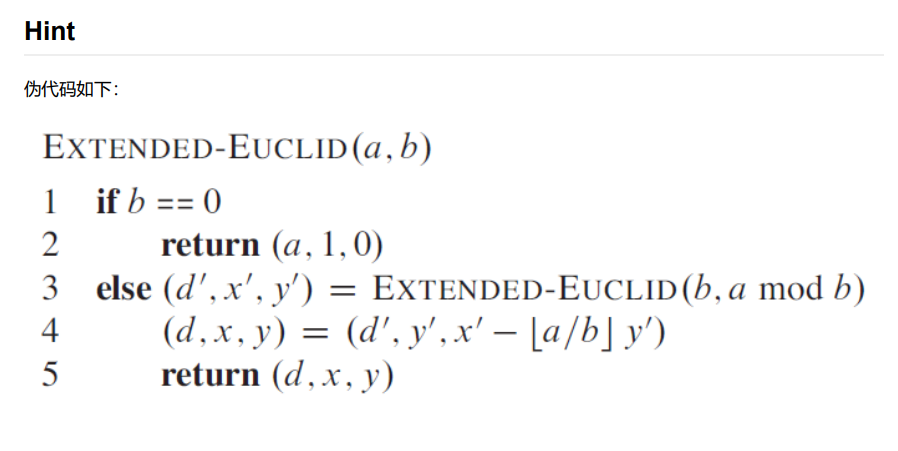 Hint
伪代码如下：
EXTENDED-EUCLID(a, b)
1 if b == 0
2 return (a, 1, 0)
3 else (d′, x′, y′) = EXTENDED-EUCLID(b, a mod b)
4 (d, x, y) = (d′, y′, x′ − ⌊a/b⌋ y′)
5 return (d, x, y)